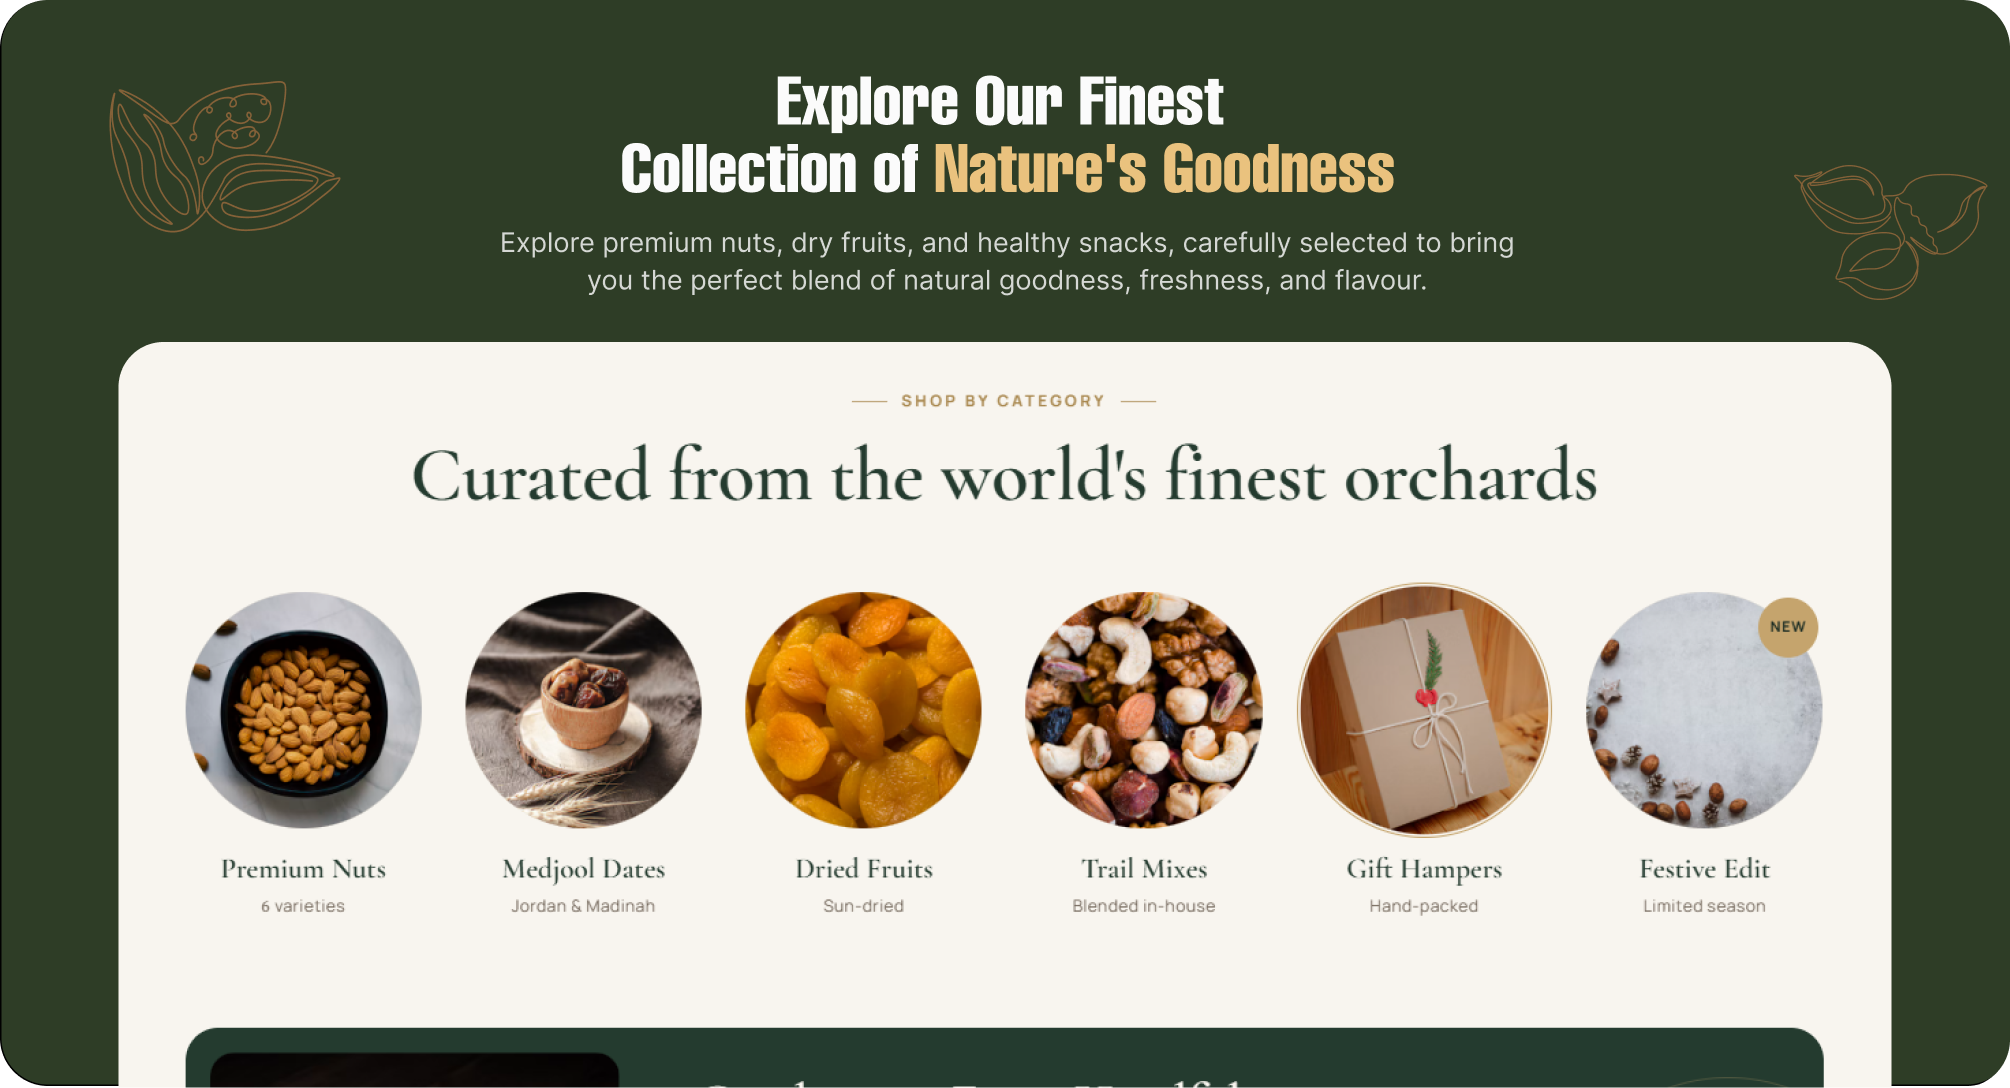 Explore Our Finest
Collection of Nature's Goodness
Explore premium nuts, dry fruits, and healthy snacks, carefully selected to bring
you the perfect blend of natural goodness, freshness, and flavour.
SHOP BY CATEGORY
Curated from the world's finest orchards
NEW
Premium Nuts
6 varieties
Medjool Dates
Jordan & Madinah
Dried Fruits
Sun-dried
Trail Mixes
Blended in-house
Gift Hampers
Hand-packed
Festive Edit
Limited season